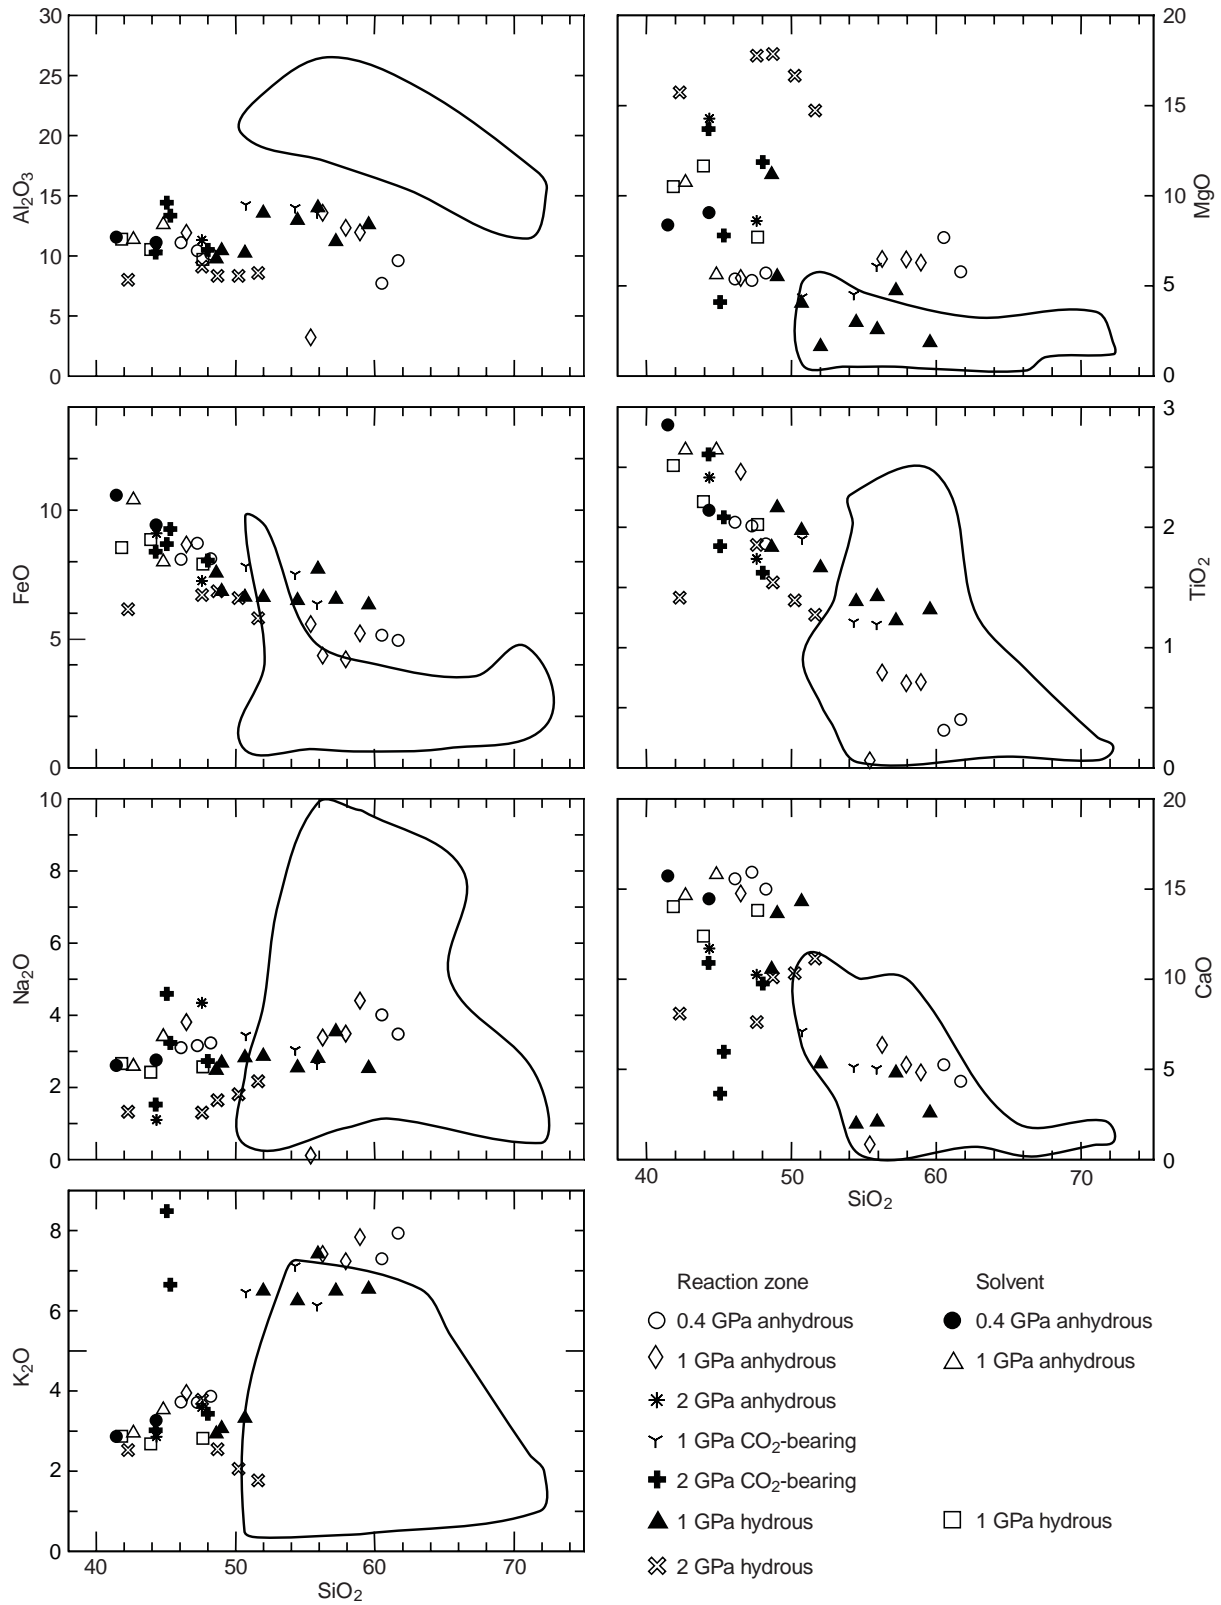 30
25
20
15
10
5
0
Al₂O₃
20
15
10
5
0
MgO
10
5
0
FeO
3
2
1
0
TiO₂
10
8
6
4
2
0
Na₂O
20
15
10
5
0
CaO
40
50
60
70
SiO₂
8
6
4
2
0
K₂O
40
50
60
70
SiO₂
Reaction zone
0.4 GPa anhydrous
1 GPa anhydrous
2 GPa anhydrous
1 GPa CO₂-bearing
2 GPa CO₂-bearing
1 GPa hydrous
2 GPa hydrous
Solvent
0.4 GPa anhydrous
1 GPa anhydrous
1 GPa hydrous